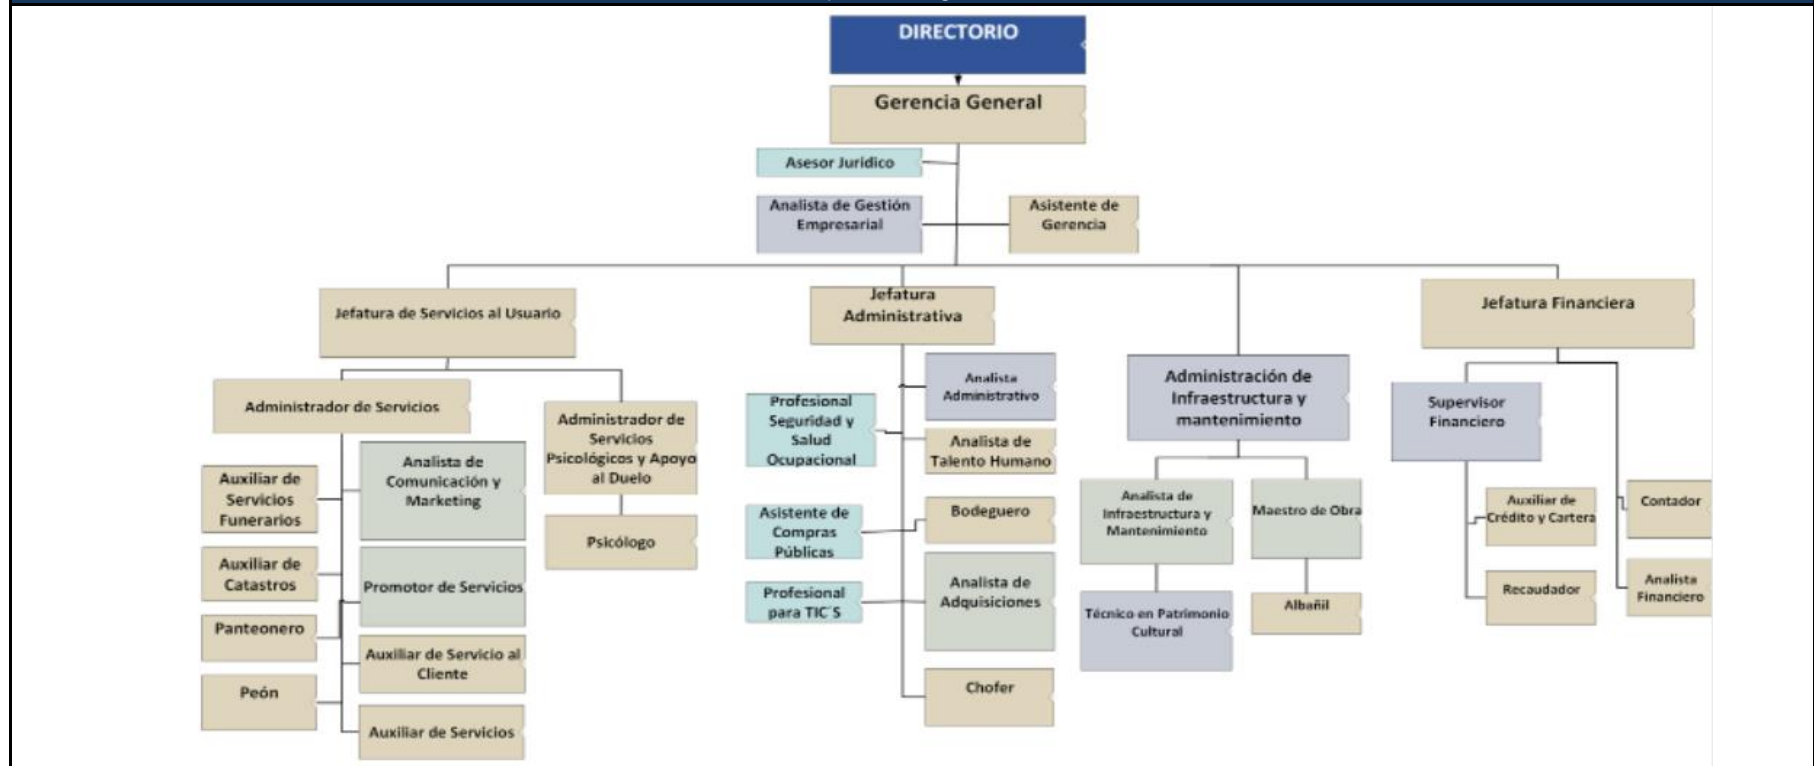 DIRECTORIO
Gerencia General
Asesor Jurídico
Analista de Gestión
Empresarial
Asistente de
Gerencia
Jefatura de Servicios al Usuario
Jefatura
Administrativa
Jefatura Financiera
Administrador de Servicios
Administrador de
Servicios
Psicológicos y Apoyo
al Duelo
Psicólogo
Auxiliar de
Servicios
Funerarios
Analista de
Comunicación y
Marketing
Auxiliar de
Catastros
Promotor de Servicios
Panteonero
Auxiliar de Servicio al
Cliente
Peón
Auxiliar de Servicios
Analista
Administrativo
Profesional
Seguridad y
Salud
Ocupacional
Analista de
Talento Humano
Asistente de
Compras
Públicas
Bodeguero
Profesional
para TIC´S
Analista de
Adquisiciones
Chofer
Administración de
Infraestructura y
mantenimiento
Analista de
Infraestructura y
Mantenimiento
Maestro de Obra
Técnico en Patrimonio
Cultural
Albañil
Supervisor
Financiero
Auxiliar de
Crédito y Cartera
Recaudador
Contador
Analista
Financiero